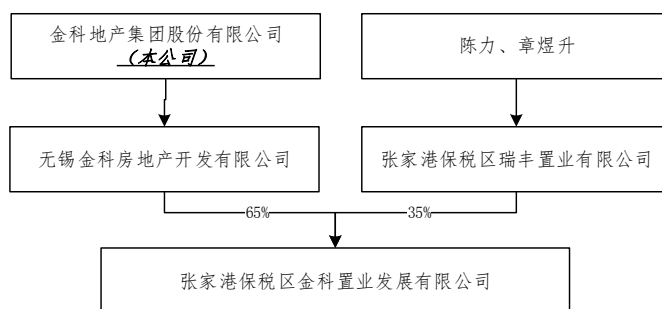 金科地产集团股份有限公司
（本公司）
陈力、章煜升
无锡金科房地产开发有限公司
张家港保税区瑞丰置业有限公司
65%
35%
张家港保税区金科置业发展有限公司